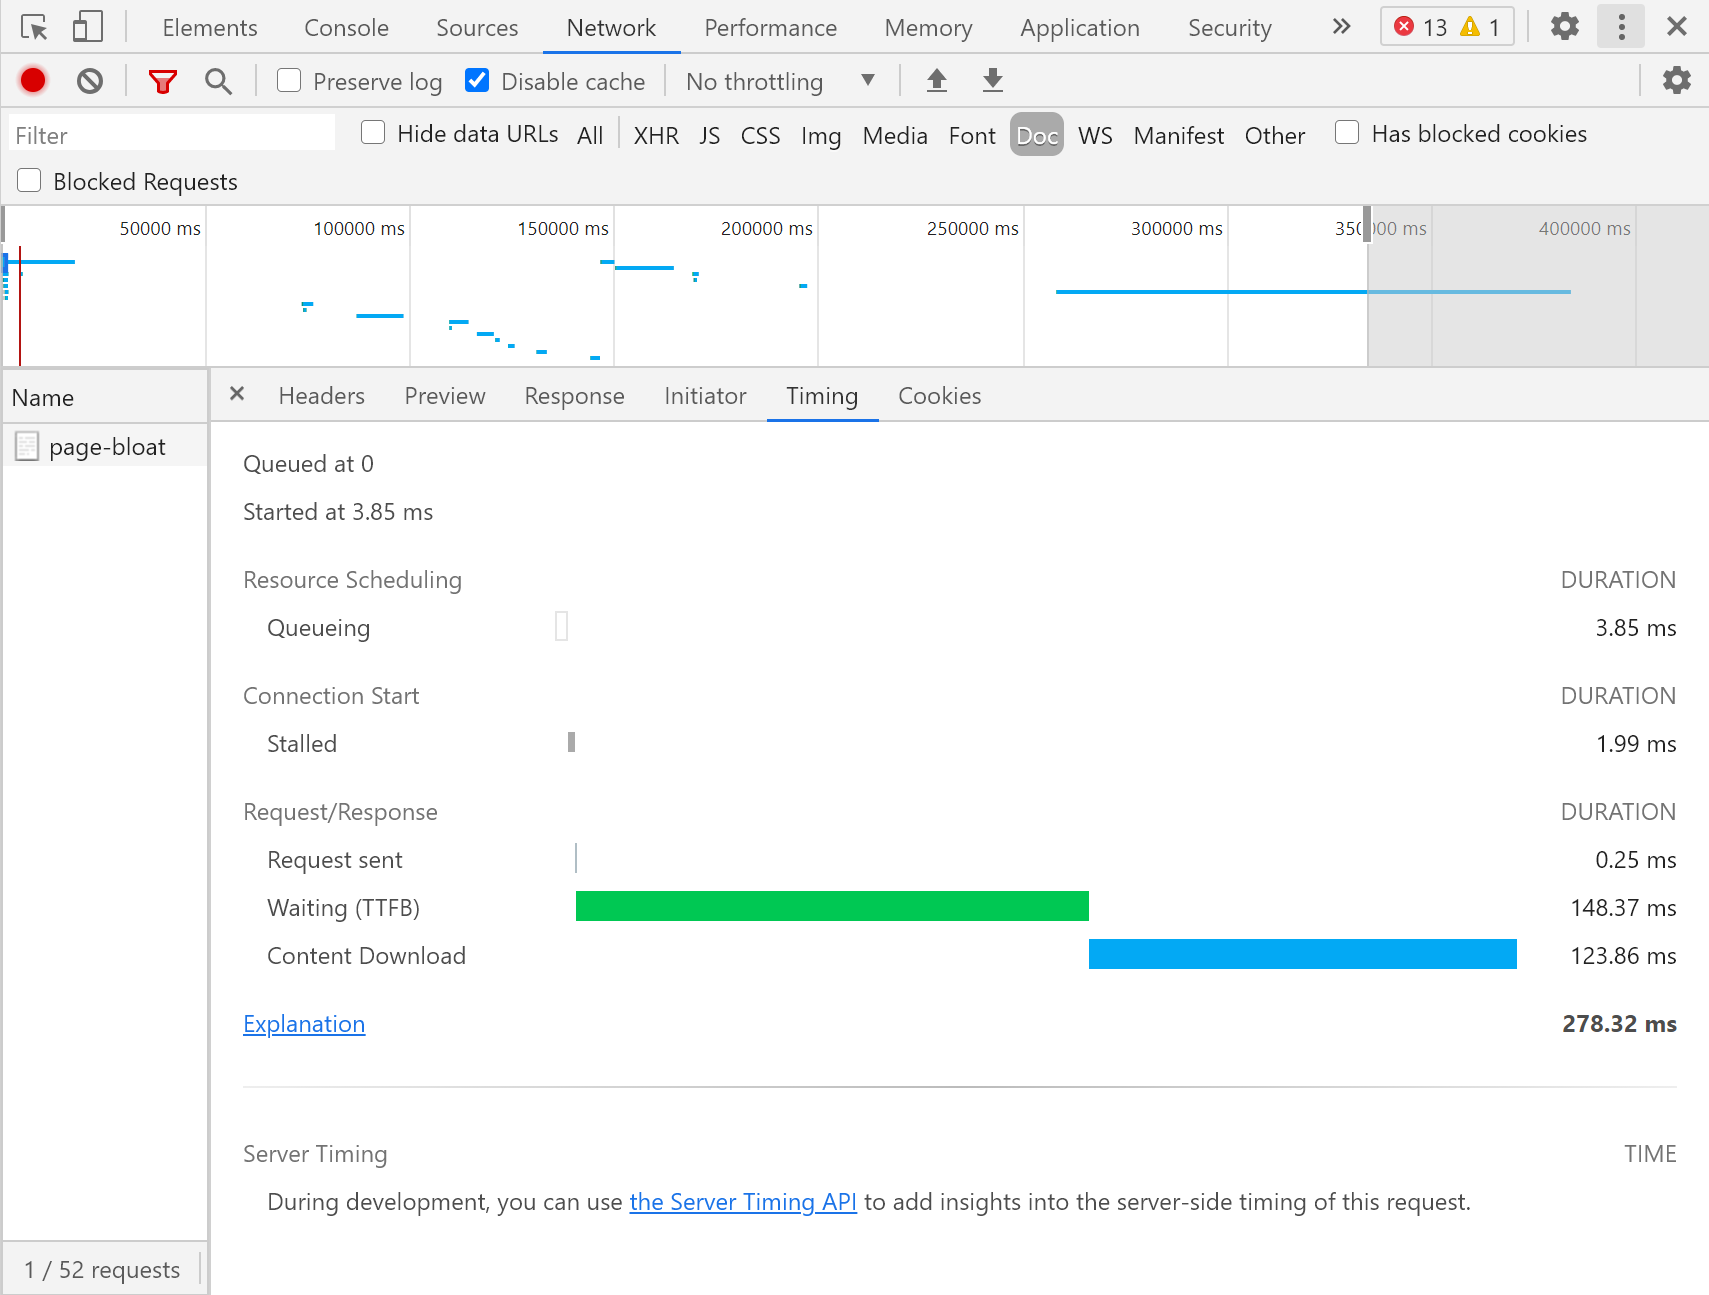 Elements Console Sources Network Performance Memory Application Security » 13 1
Preserve log Disable cache No throttling
Filter Hide data URLs All XHR JS CSS Img Media Font Doc WS Manifest Other Has blocked cookies
Blocked Requests
50000 ms 100000 ms 150000 ms 200000 ms 250000 ms 300000 ms 350000 ms 400000 ms
Name
page-bloat
1 / 52 requests
Headers Preview Response Initiator Timing Cookies
Queued at 0
Started at 3.85 ms
Resource Scheduling DURATION
Queueing 3.85 ms
Connection Start DURATION
Stalled 1.99 ms
Request/Response DURATION
Request sent 0.25 ms
Waiting (TTFB) 148.37 ms
Content Download 123.86 ms
Explanation 278.32 ms
Server Timing TIME
During development, you can use the Server Timing API to add insights into the server-side timing of this request.